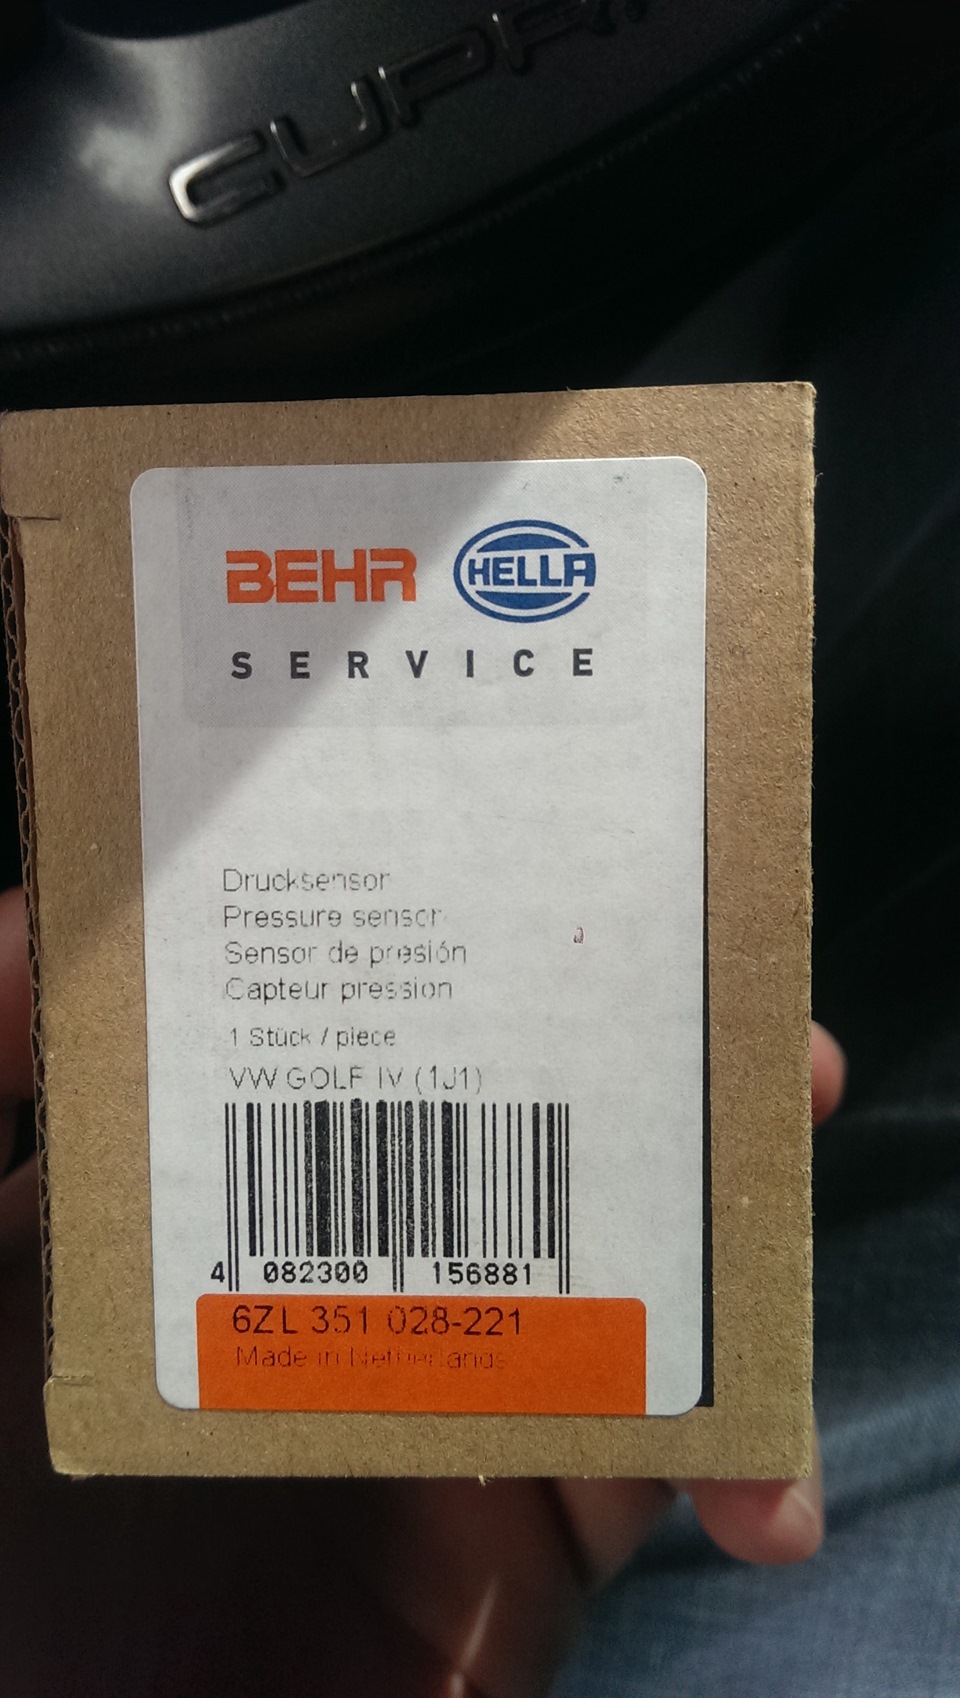 CUPRA
BEHR HELLA
SERVICE
Drucksensor
Pressure sensor
Sensor de presión
Capteur pression
1 Stück / piece
VW GOLF IV (1J1)
4 082300 156881
6ZL 351 028-221
Made in Netherlands